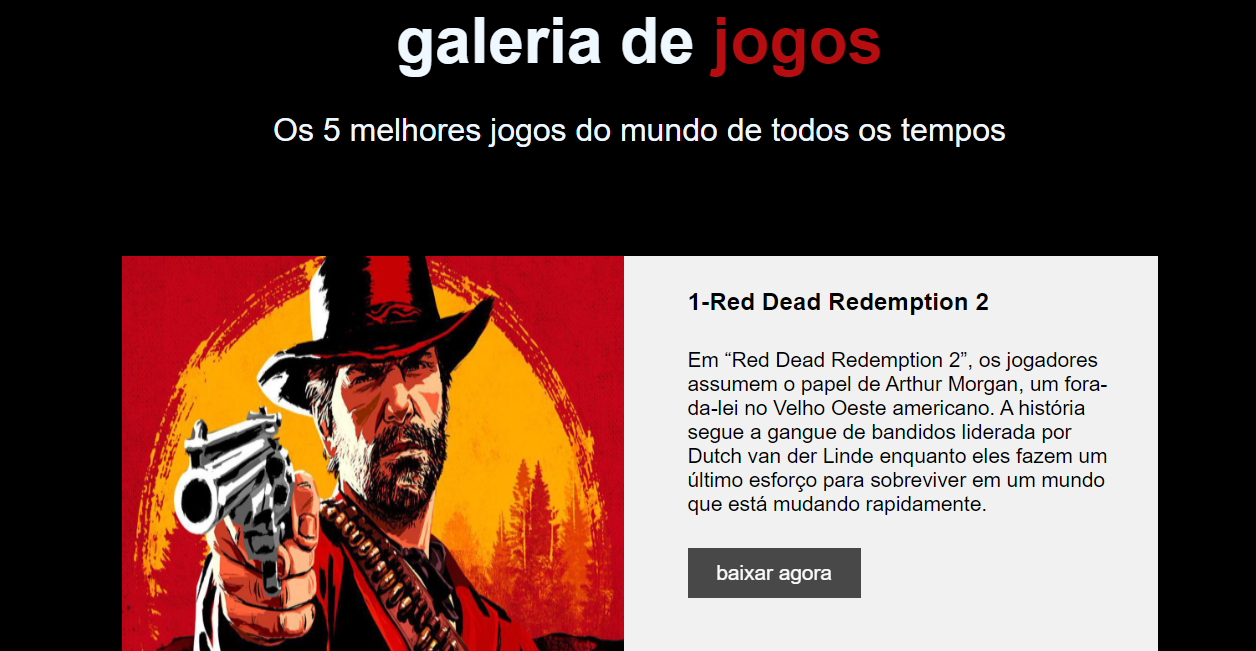 galeria de jogos
Os 5 melhores jogos do mundo de todos os tempos
1-Red Dead Redemption 2
Em “Red Dead Redemption 2”, os jogadores
assumem o papel de Arthur Morgan, um fora-
da-lei no Velho Oeste americano. A história
segue a gangue de bandidos liderada por
Dutch van der Linde enquanto eles fazem um
último esforço para sobreviver em um mundo
que está mudando rapidamente.
baixar agora